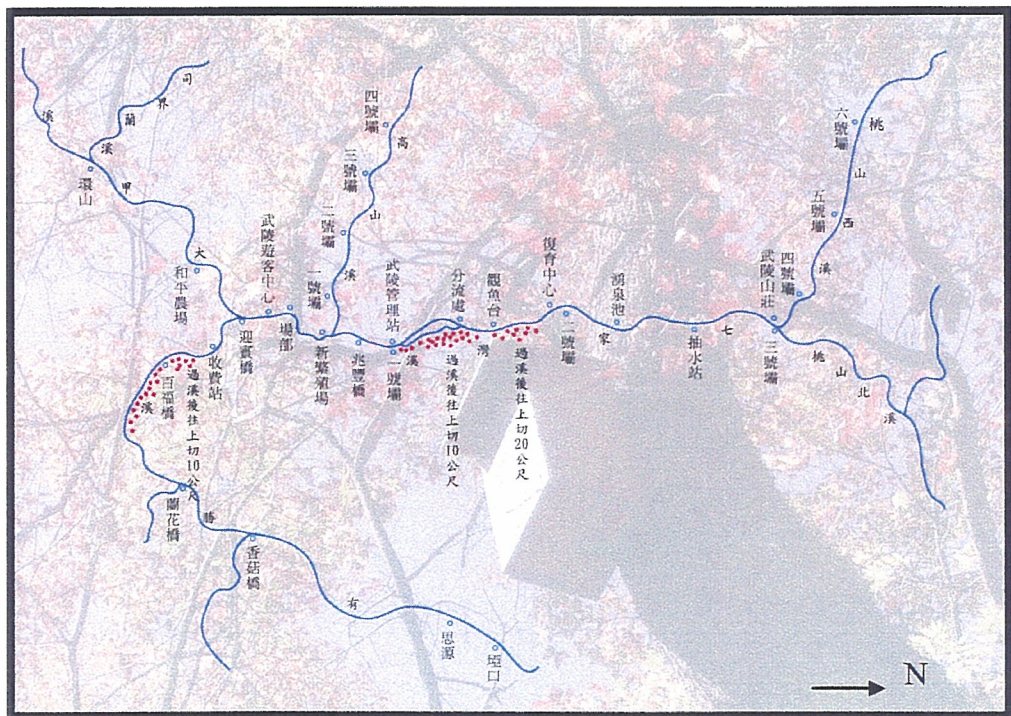 司界蘭溪
大甲溪
環山
和平農場
武陵遊客中心
場部
迎賓橋
收費站
百福橋
過溪後往上切10公尺
蘭花橋
有勝溪
香菇橋
思源
埡口
高山溪
四號壩
三號壩
二號壩
一號壩
新繁殖場
兆豐橋
武陵管理站
一號壩
分流處
觀魚台
過溪後往上切10公尺
過溪後往上切20公尺
七家灣溪
復育中心
二號壩
湧泉池
抽水站
武陵山莊
四號壩
三號壩
五號壩
六號壩
桃山西溪
桃山北溪
N